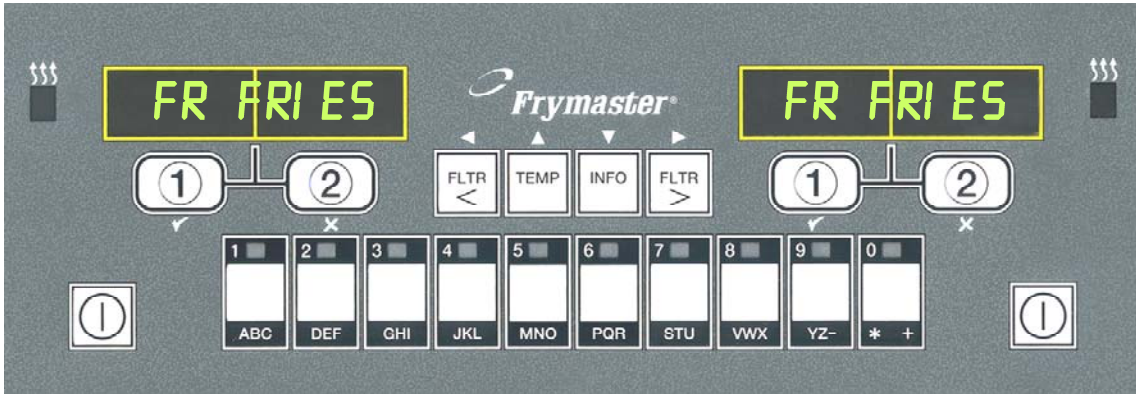 FR FRIES
Frymaster
FR FRIES
1 2
FLTR < TEMP INFO FLTR >
1 2
1 2 3 4 5 6 7 8 9 0
ABC DEF GHI JKL MNO PQR STU VWX YZ- * +